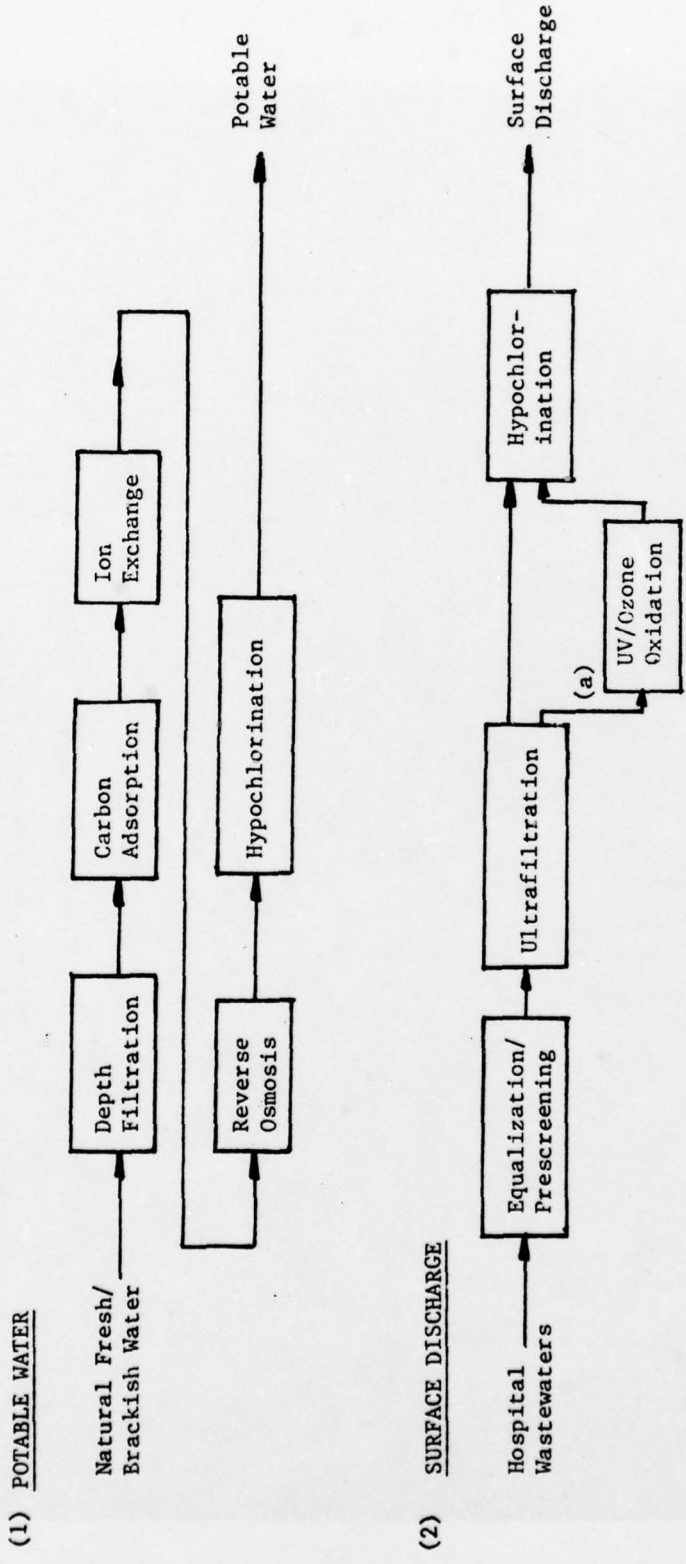 (1) POTABLE WATER
Natural Fresh/
Brackish Water
Depth
Filtration
Carbon
Adsorption
Ion
Exchange
Reverse
Osmosis
Hypochlorination
Potable
Water
(2) SURFACE DISCHARGE
Hospital
Wastewaters
Equalization/
Prescreening
Ultrafiltration
(a)
UV/Ozone
Oxidation
Hypochlor-
ination
Surface
Discharge